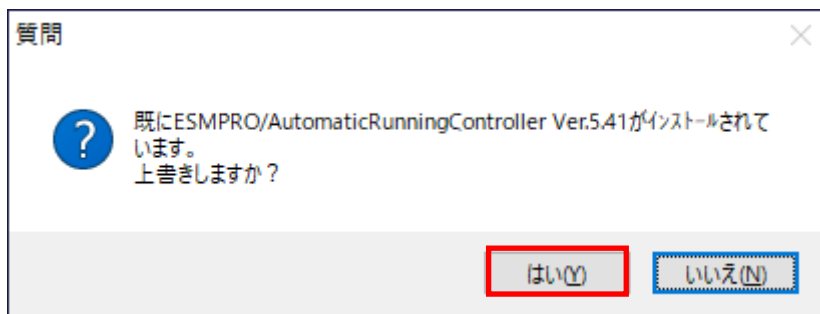 質問
既にESMPRO/AutomaticRunningController Ver.5.41がｲﾝｽﾄｰﾙされて
います。
上書きしますか？
はい(Y)
いいえ(N)